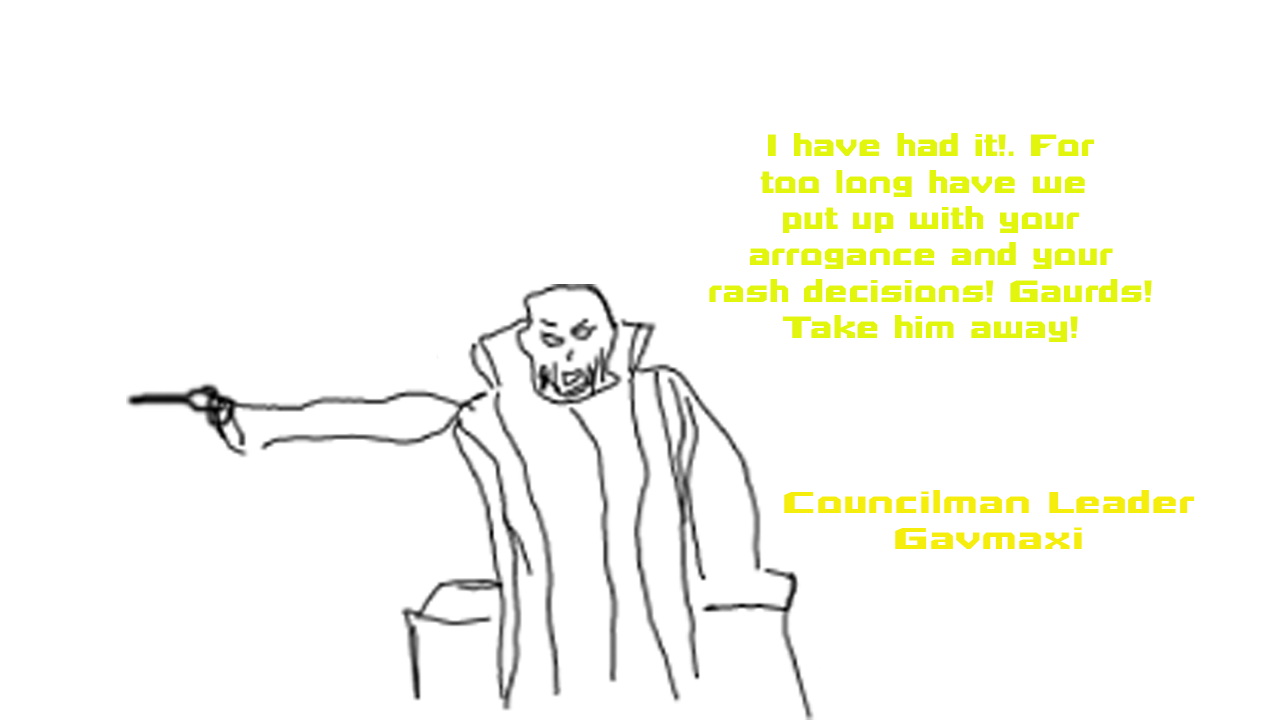 I have had it!. For
too long have we
put up with your
arrogance and your
rash decisions! Gaurds!
Take him away!
Councilman Leader
Gavmaxi